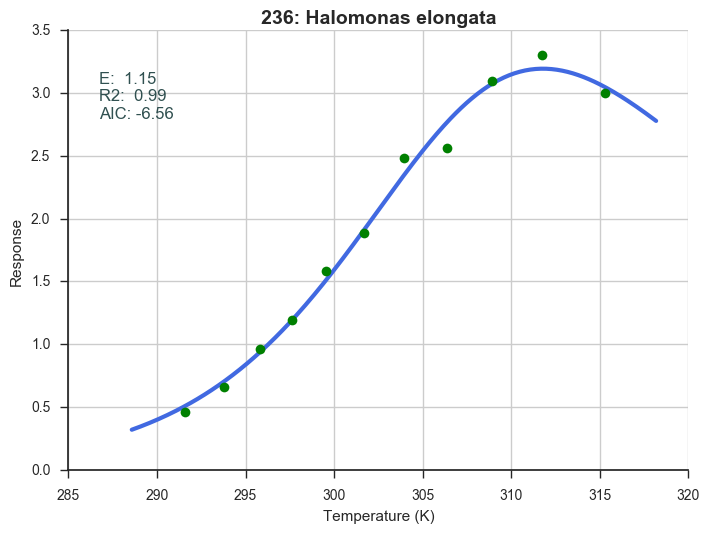 236: Halomonas elongata
E:  1.15
R2:  0.99
AIC: -6.56
3.5
3.0
2.5
2.0
1.5
1.0
0.5
0.0
Response
285 290 295 300 305 310 315 320
Temperature (K)